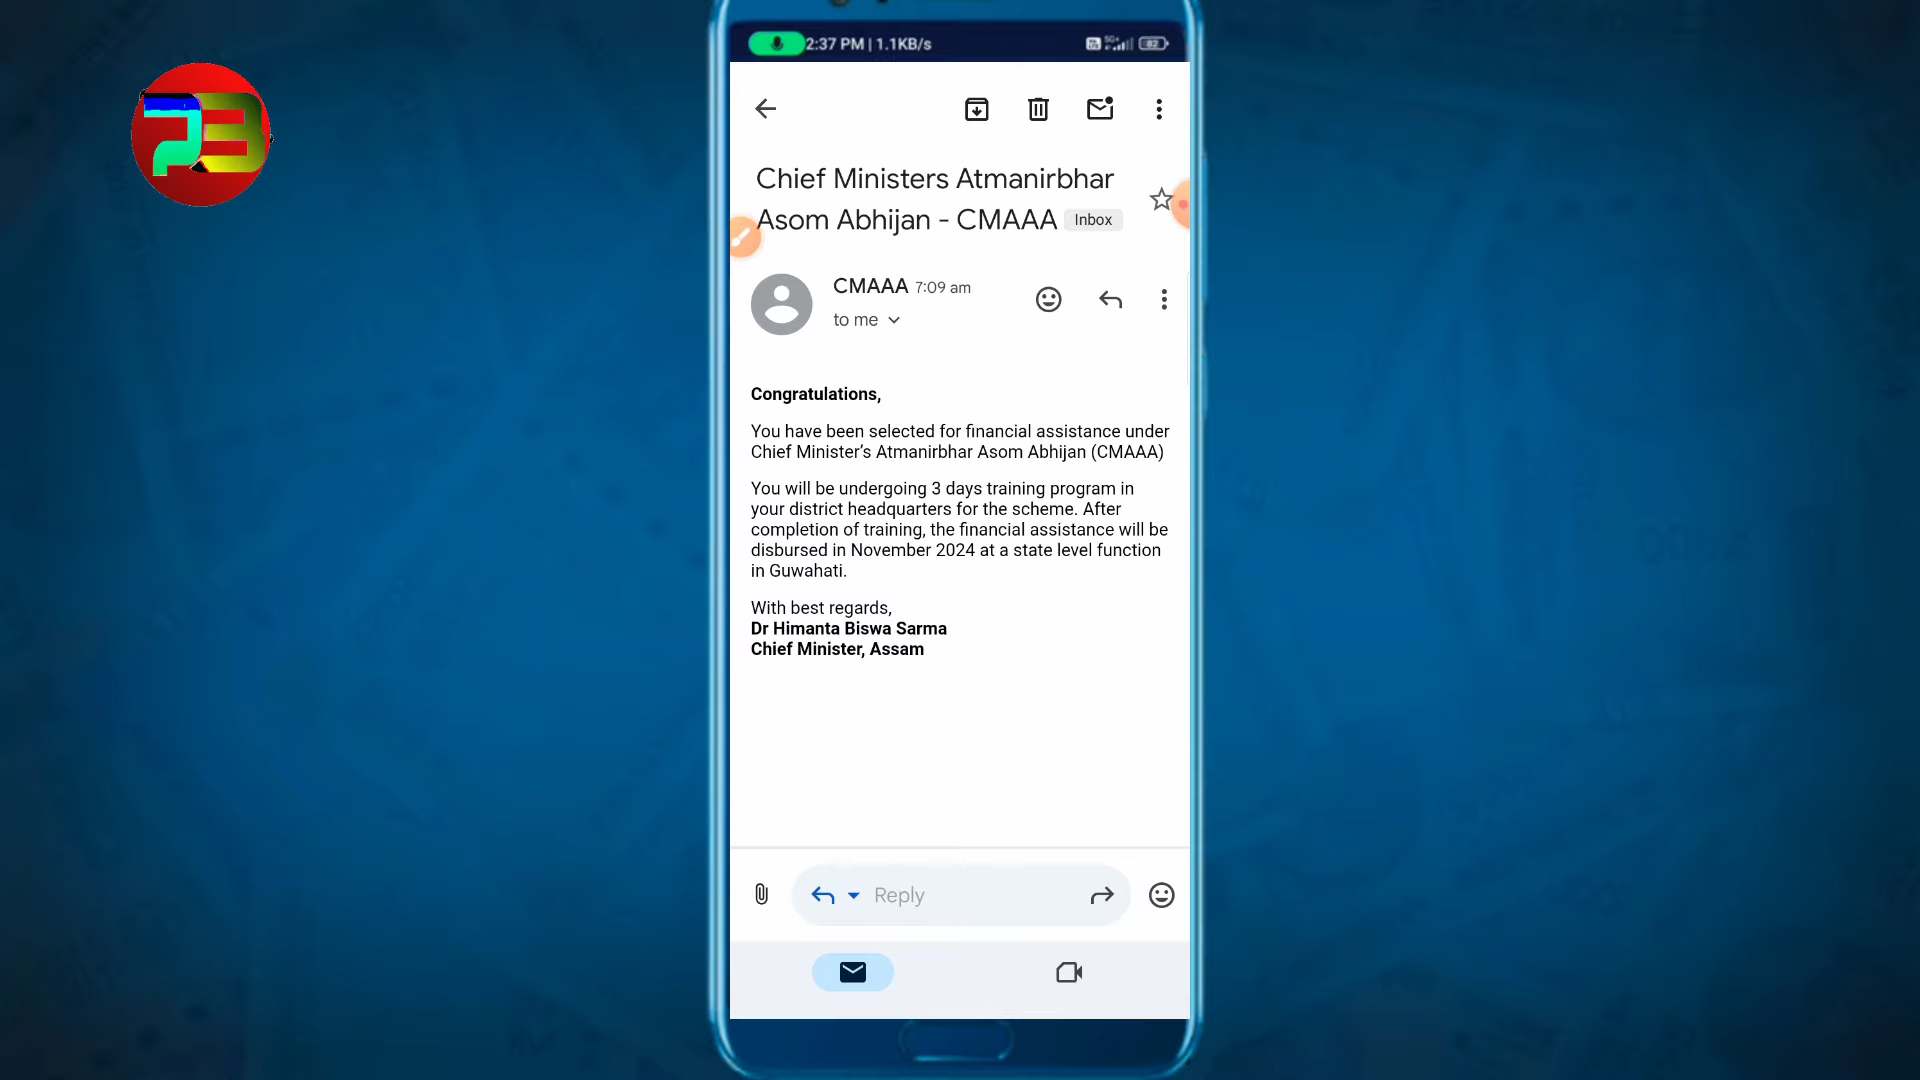 2:37 PM | 1.1KB/s
82
Chief Ministers Atmanirbhar
Asom Abhijan - CMAAA Inbox
CMAAA 7:09 am
to me
Congratulations,
You have been selected for financial assistance under
Chief Minister’s Atmanirbhar Asom Abhijan (CMAAA)
You will be undergoing 3 days training program in
your district headquarters for the scheme. After
completion of training, the financial assistance will be
disbursed in November 2024 at a state level function
in Guwahati.
With best regards,
Dr Himanta Biswa Sarma
Chief Minister, Assam
Reply